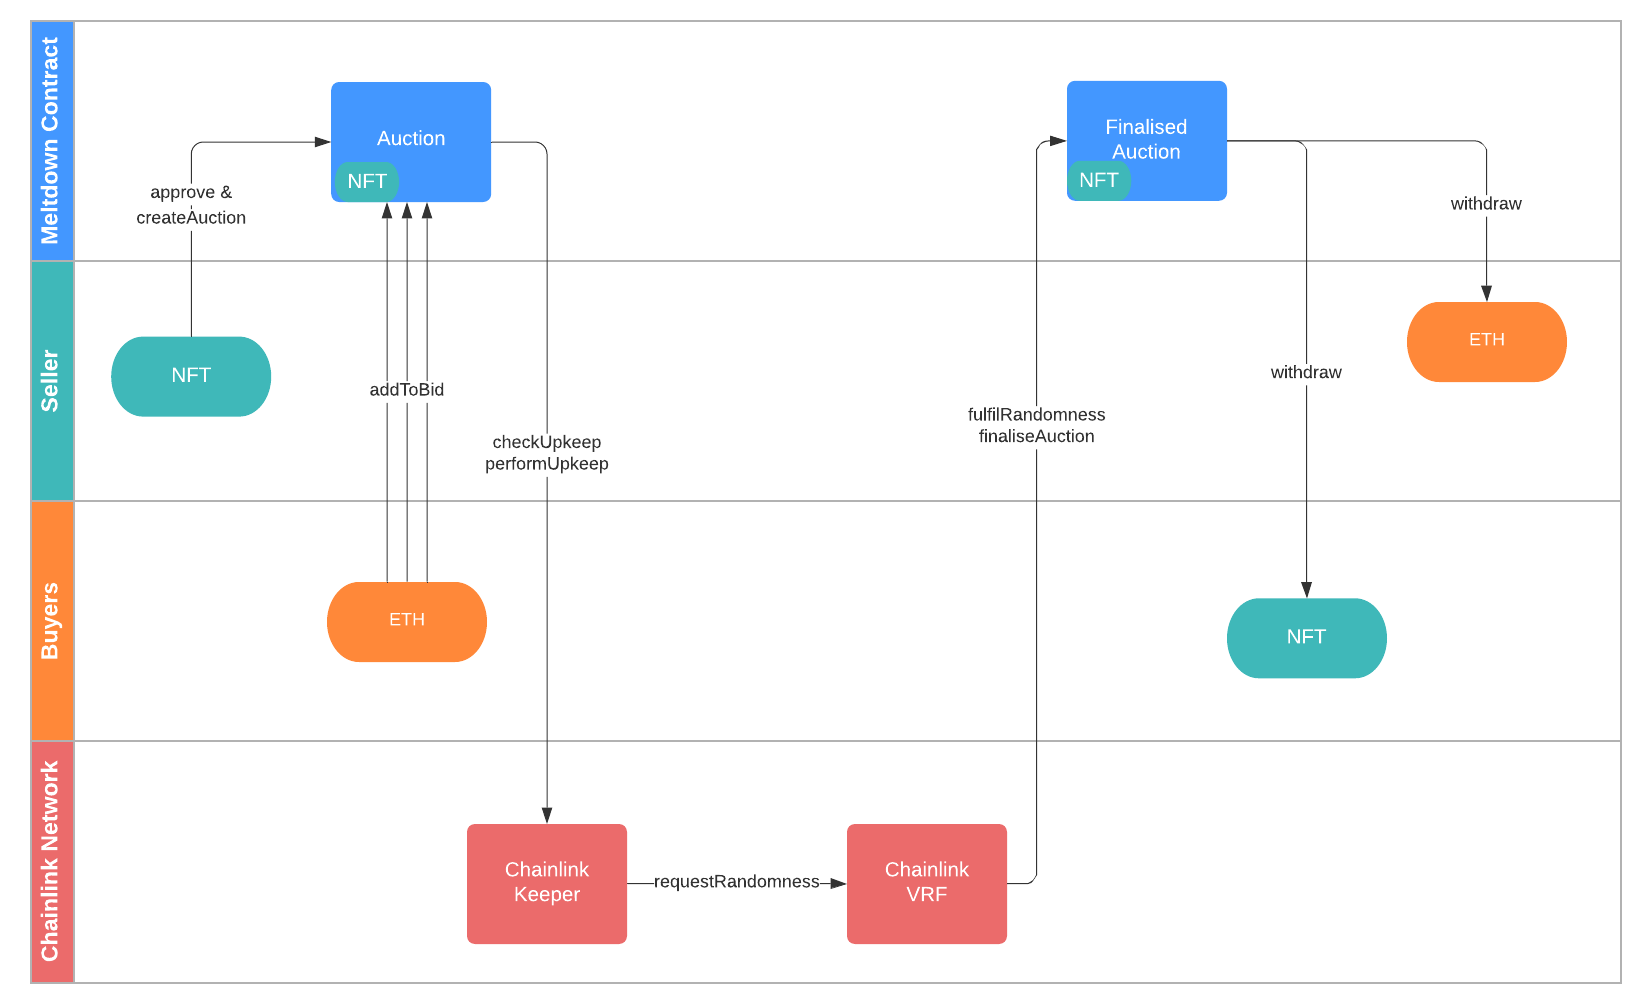 Meltdown Contract
approve &
createAuction
Auction
NFT
Finalised
Auction
NFT
withdraw
Seller
NFT
addToBid
checkUpkeep
performUpkeep
fulfilRandomness
finaliseAuction
withdraw
ETH
Buyers
ETH
NFT
Chainlink Network
Chainlink
Keeper
requestRandomness
Chainlink
VRF